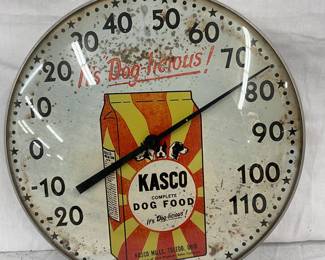 It's Dog-licious!
-20
-10
0
10
20
30
40
50
60
70
80
90
100
110
KASCO
COMPLETE
DOG FOOD
it's Dog-licious!
KASCO MILLS, TOLEDO, OHIO